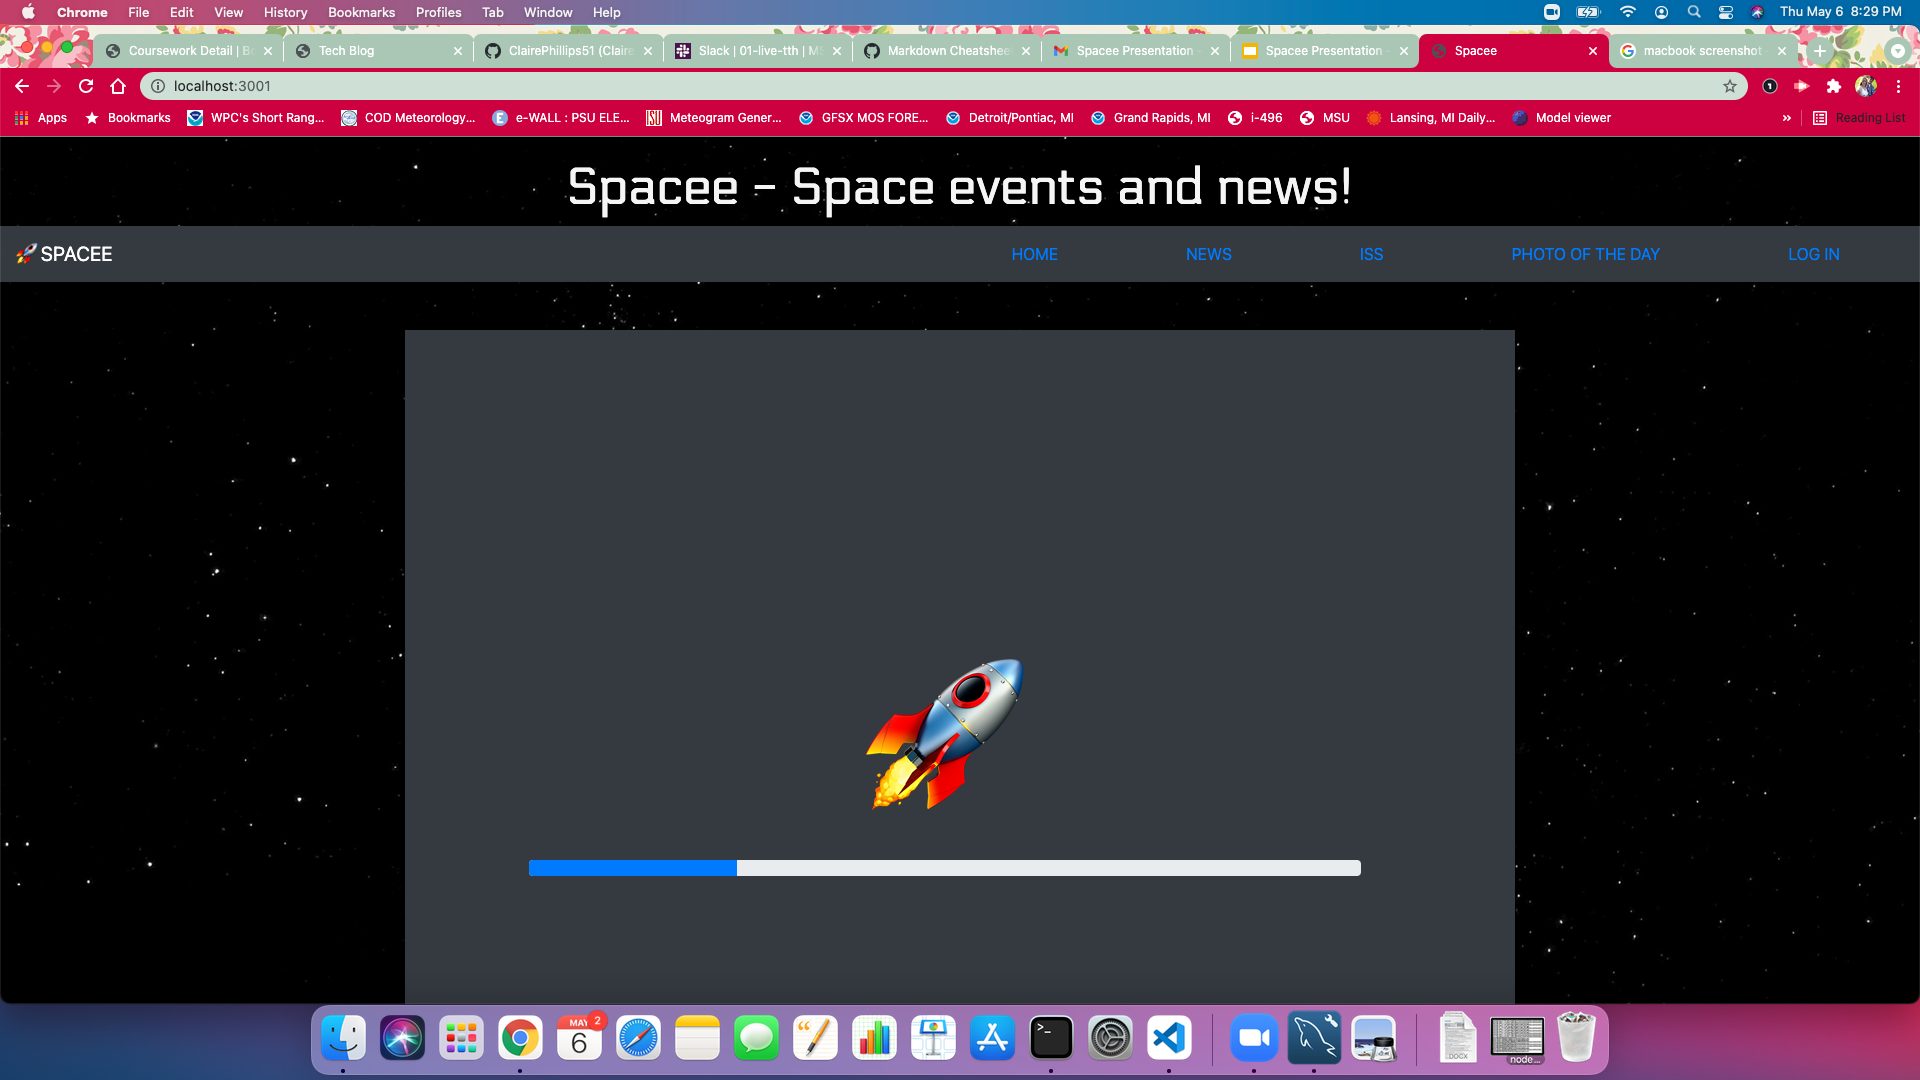 Chrome File Edit View History Bookmarks Profiles Tab Window Help Thu May 6 8:29 PM
Coursework Detail | B Tech Blog ClairePhillips51 (Claire Slack | 01-live-tth | M Markdown Cheatshee Spacee Presentation - Spacee Presentation - Spacee macbook screenshot
localhost:3001
Apps Bookmarks WPC's Short Rang... COD Meteorology... e-WALL : PSU ELE... Meteogram Gener... GFSX MOS FORE... Detroit/Pontiac, MI Grand Rapids, MI i-496 MSU Lansing, MI Daily... Model viewer » Reading List
Spacee - Space events and news!
SPACEE HOME NEWS ISS PHOTO OF THE DAY LOG IN
MAY 2
6
>_
DOCX
node...